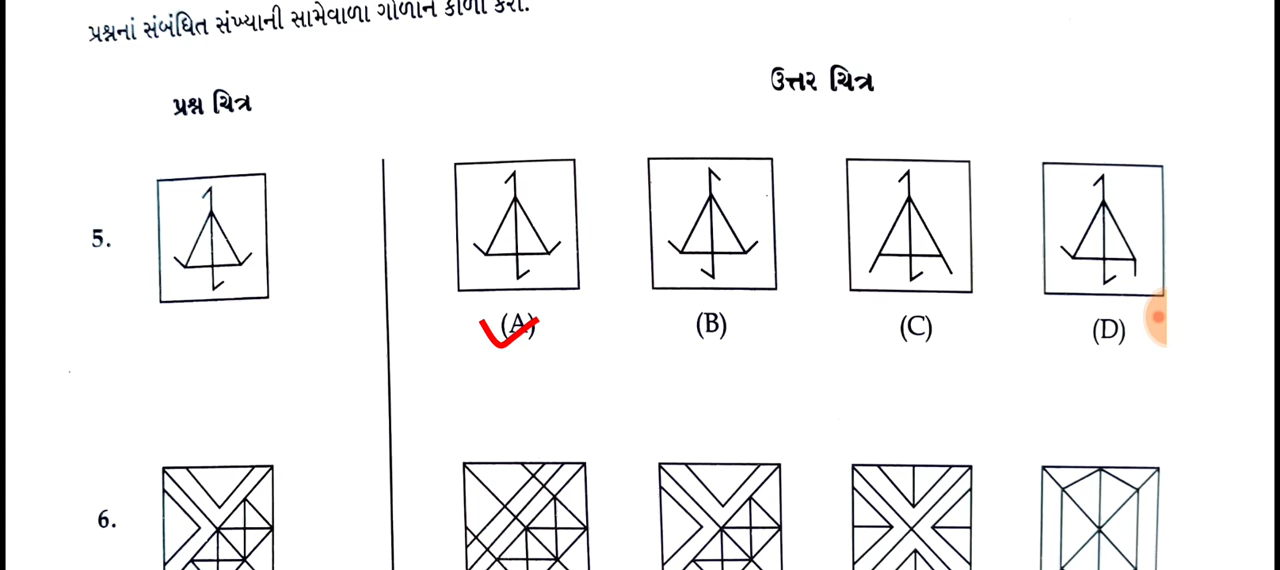 પ્રશ્નનાં સંબંધિત સંખ્યાની સામેવાળા ગોળાને કાળા કરો.
ઉત્તર ચિત્ર
પ્રશ્ન ચિત્ર
5.
(A)
(B)
(C)
(D)
6.